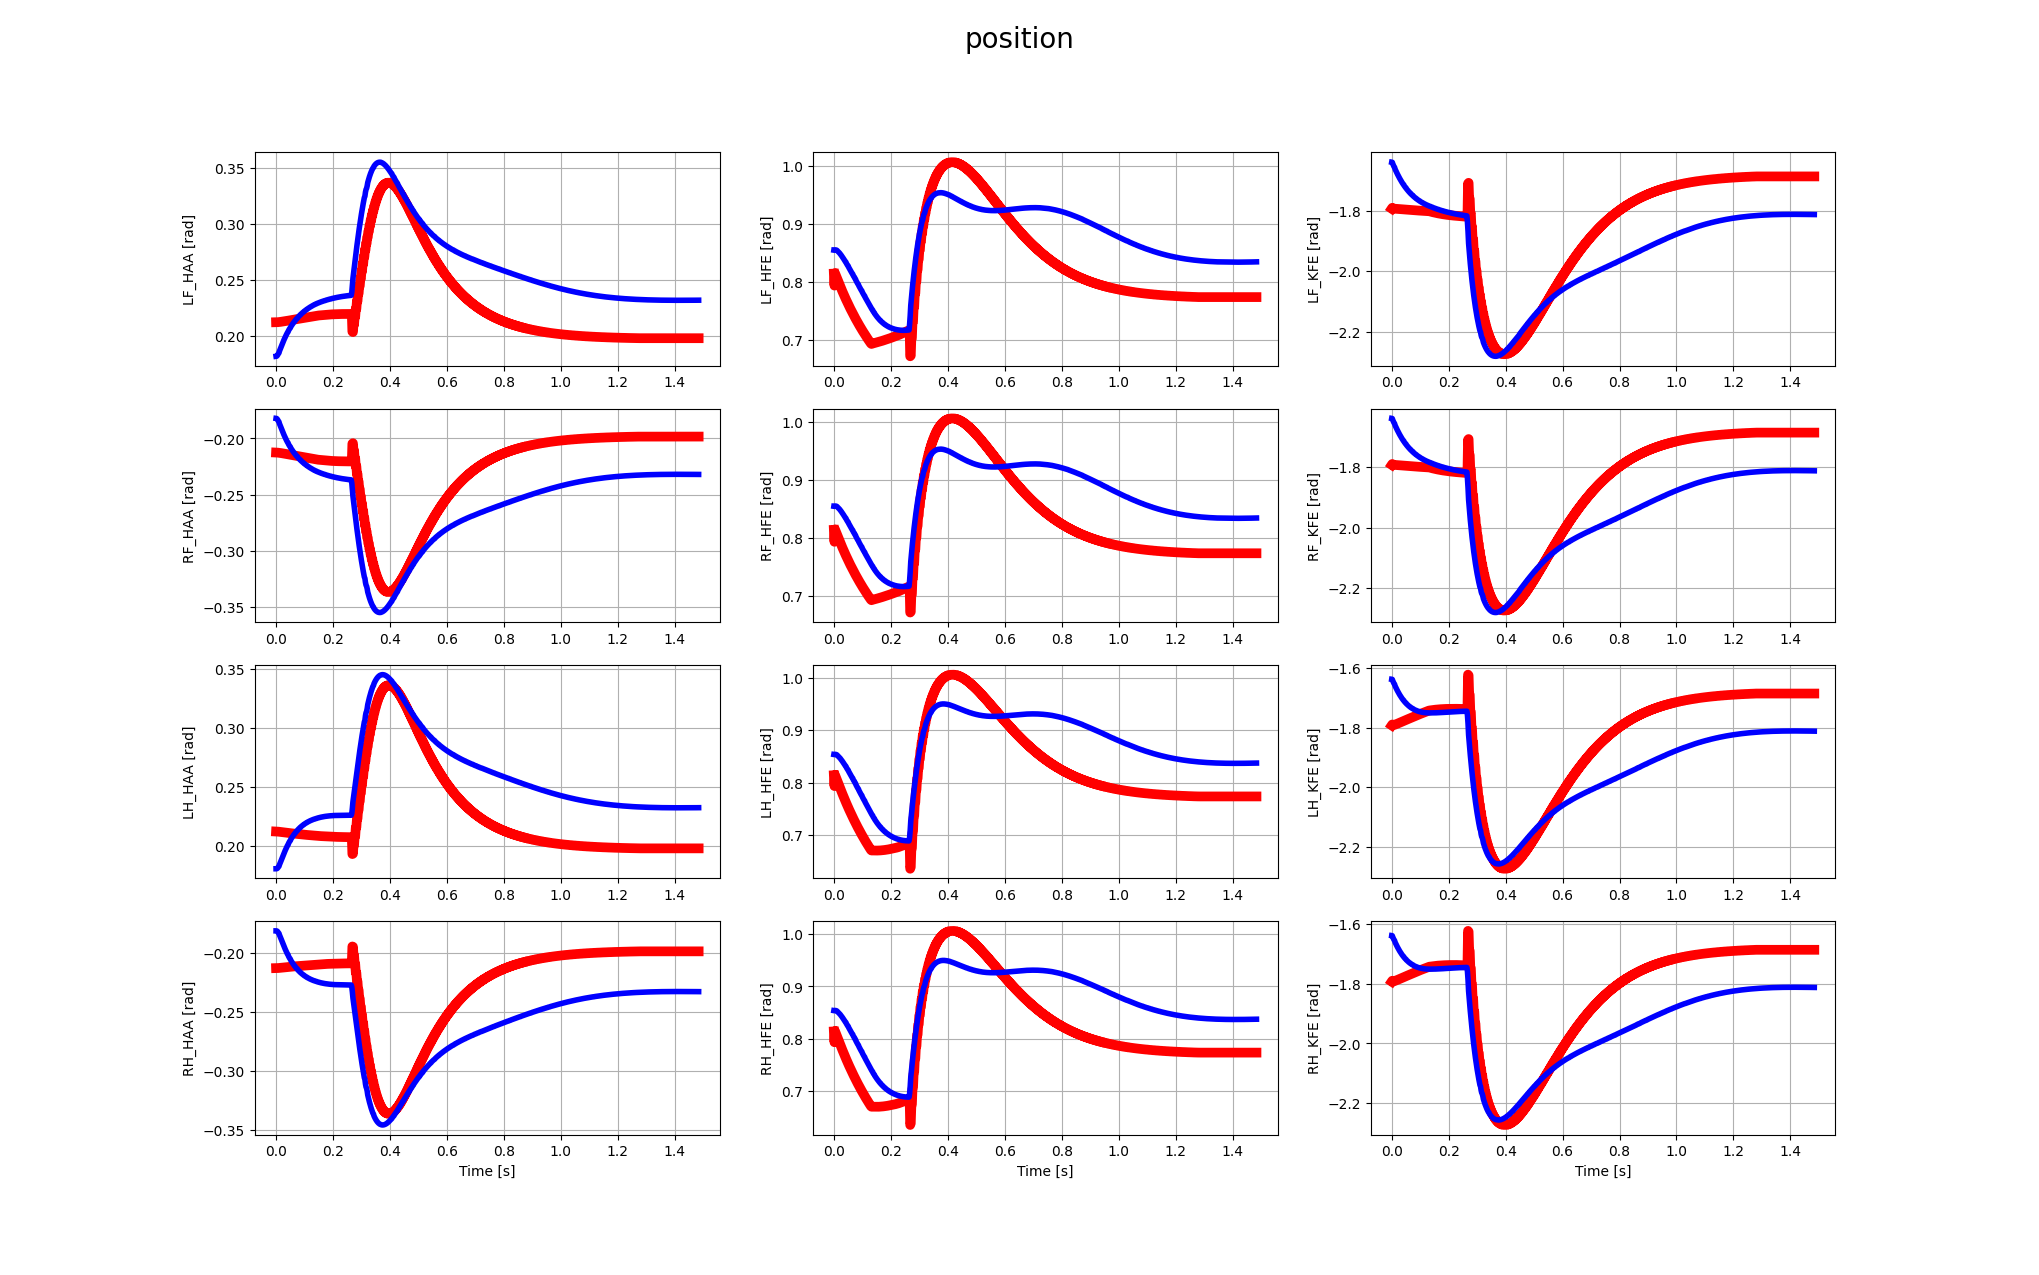 position
LF_HAA [rad]
0.35
0.30
0.25
0.20
0.0 0.2 0.4 0.6 0.8 1.0 1.2 1.4
LF_HFE [rad]
1.0
0.9
0.8
0.7
0.0 0.2 0.4 0.6 0.8 1.0 1.2 1.4
LF_KFE [rad]
−1.8
−2.0
−2.2
0.0 0.2 0.4 0.6 0.8 1.0 1.2 1.4
RF_HAA [rad]
−0.20
−0.25
−0.30
−0.35
0.0 0.2 0.4 0.6 0.8 1.0 1.2 1.4
RF_HFE [rad]
1.0
0.9
0.8
0.7
0.0 0.2 0.4 0.6 0.8 1.0 1.2 1.4
RF_KFE [rad]
−1.8
−2.0
−2.2
0.0 0.2 0.4 0.6 0.8 1.0 1.2 1.4
LH_HAA [rad]
0.35
0.30
0.25
0.20
0.0 0.2 0.4 0.6 0.8 1.0 1.2 1.4
LH_HFE [rad]
1.0
0.9
0.8
0.7
0.0 0.2 0.4 0.6 0.8 1.0 1.2 1.4
LH_KFE [rad]
−1.6
−1.8
−2.0
−2.2
0.0 0.2 0.4 0.6 0.8 1.0 1.2 1.4
RH_HAA [rad]
−0.20
−0.25
−0.30
−0.35
0.0 0.2 0.4 0.6 0.8 1.0 1.2 1.4
Time [s]
RH_HFE [rad]
1.0
0.9
0.8
0.7
0.0 0.2 0.4 0.6 0.8 1.0 1.2 1.4
Time [s]
RH_KFE [rad]
−1.6
−1.8
−2.0
−2.2
0.0 0.2 0.4 0.6 0.8 1.0 1.2 1.4
Time [s]